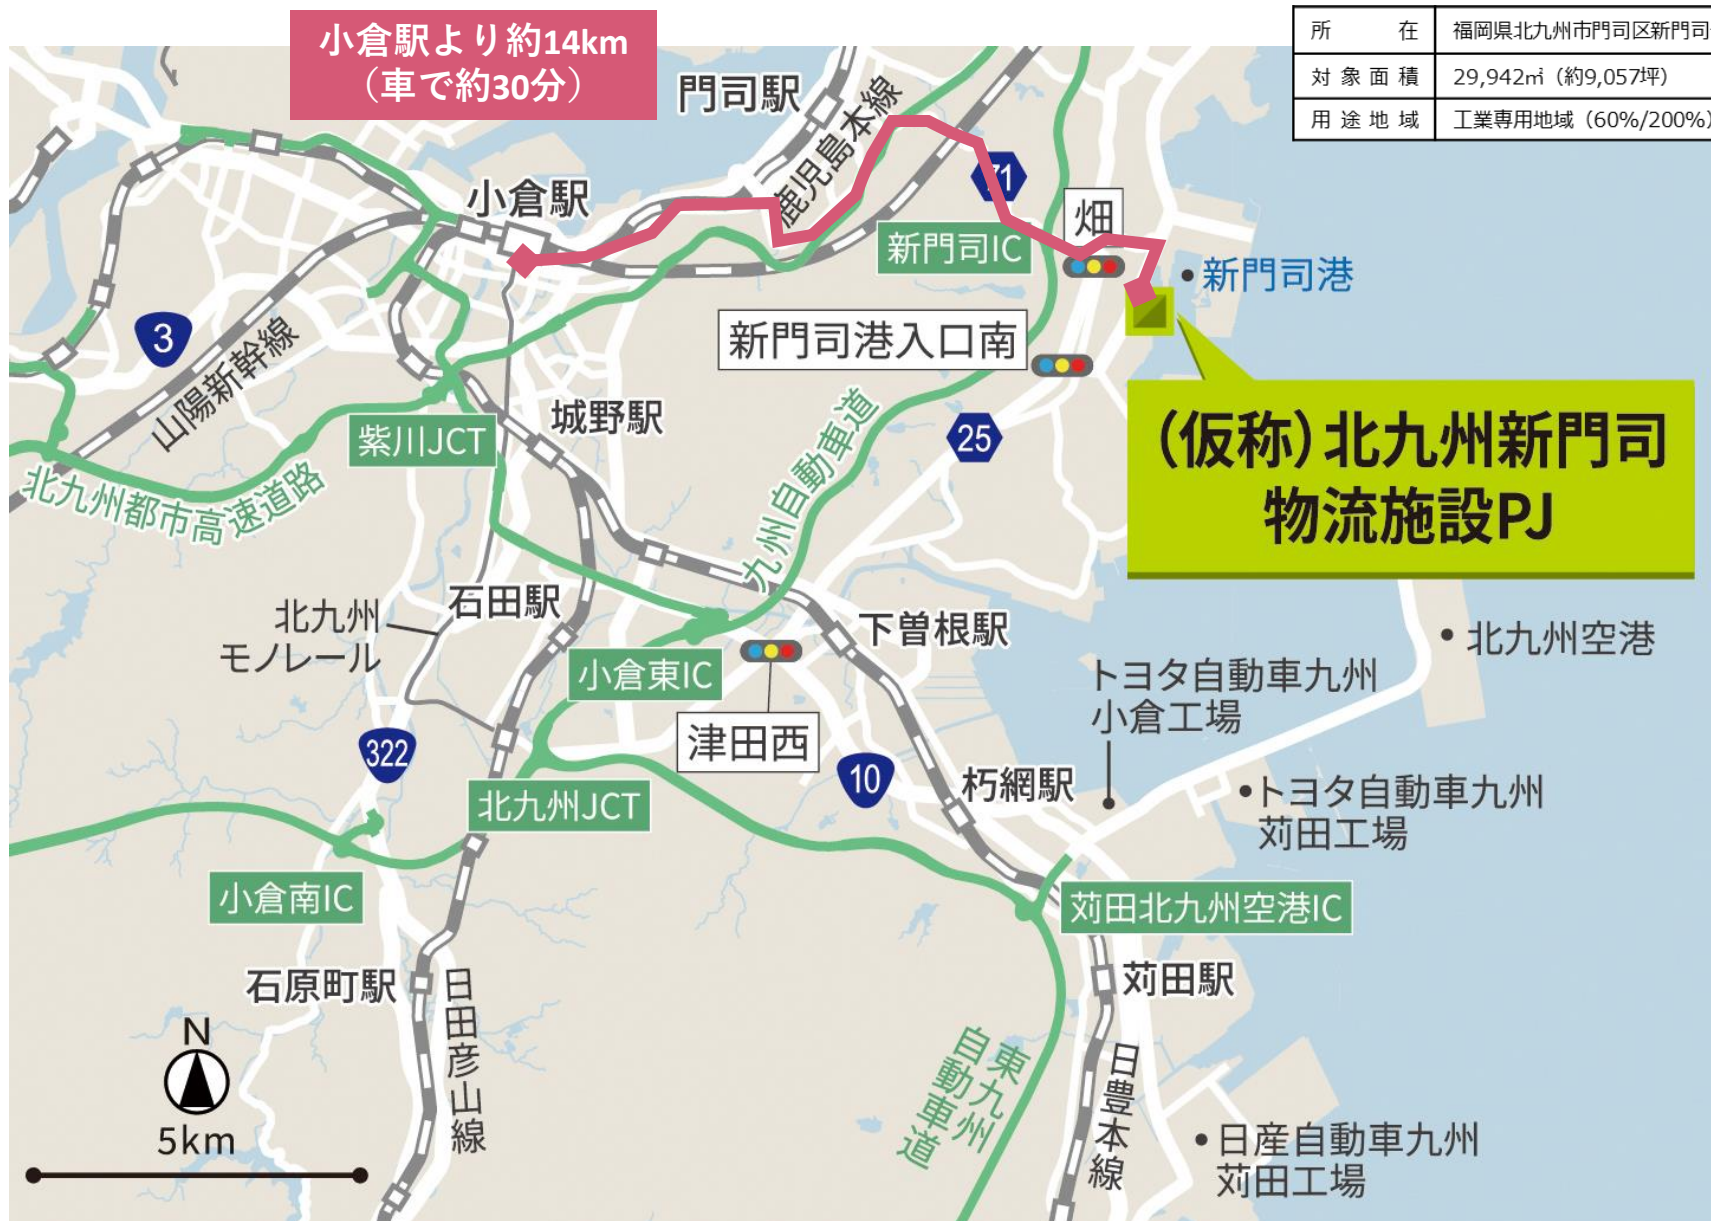 小倉駅より約14km
（車で約30分）
所在 福岡県北九州市門司区新門司
対象面積 29,942㎡（約9,057坪）
用途地域 工業専用地域（60%/200%）
門司駅
鹿児島本線
71
小倉駅
畑
新門司IC
新門司港
3
山陽新幹線
新門司港入口南
（仮称）北九州新門司
物流施設PJ
紫川JCT
城野駅
25
北九州都市高速道路
九州自動車道
北九州
モノレール
石田駅
下曽根駅
小倉東IC
北九州空港
トヨタ自動車九州
小倉工場
津田西
322
10
朽網駅
北九州JCT
トヨタ自動車九州
苅田工場
小倉南IC
苅田北九州空港IC
石原町駅
日田彦山線
苅田駅
N
5km
東九州
自動車道
日豊本線
日産自動車九州
苅田工場